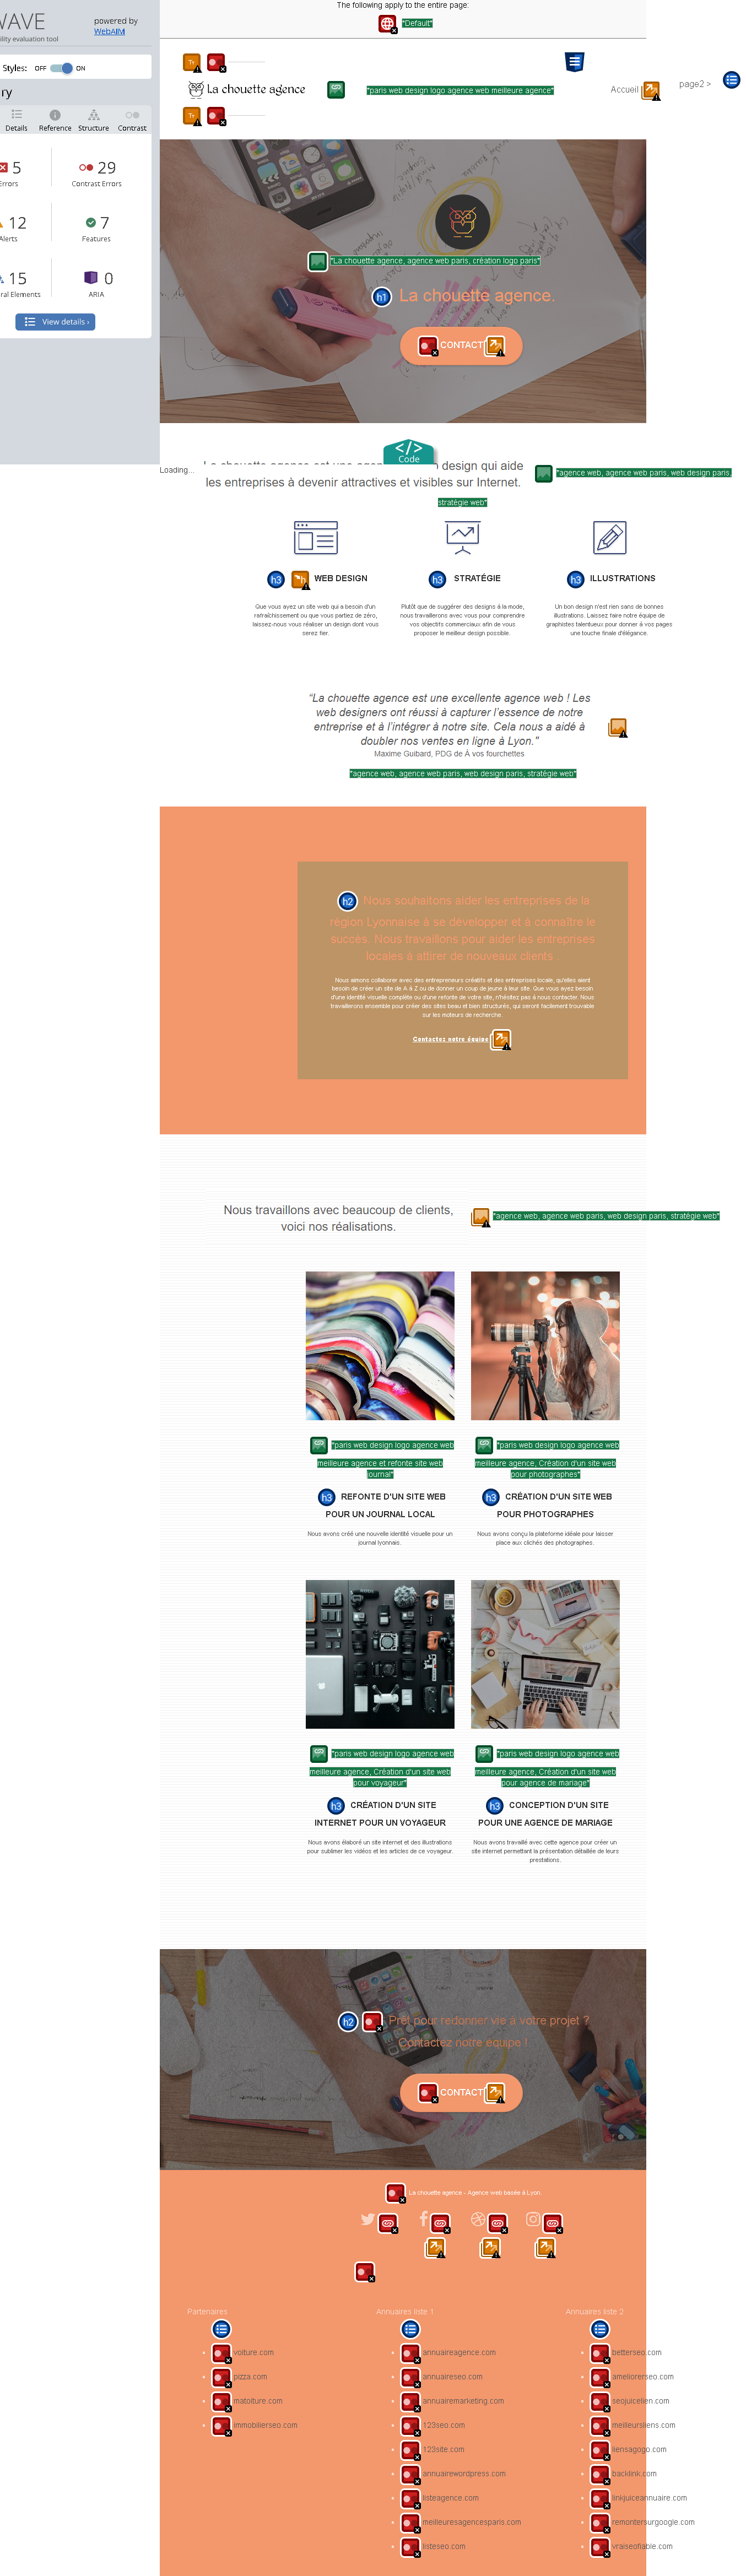 The following apply to the entire page:
"Default"
WAVE
powered by
WebAIM
Styles: OFF ON
Details Reference Structure Contrast
5
Errors
29
Contrast Errors
12
Alerts
7
Features
15
0
ARIA
View details ›
La chouette agence
"paris web design logo agence web meilleure agence"
Accueil
page2 >
"La chouette agence, agence web paris, création logo paris"
h1 La chouette agence.
CONTACT
</>
Code
Loading...
design qui aide
les entreprises à devenir attractives et visibles sur Internet.
"agence web, agence web paris, web design paris,
stratégie web"
h3 h WEB DESIGN
Que vous ayez un site web qui a besoin d'un
rafraîchissement ou que vous partiez de zéro,
laissez-nous vous réaliser un design dont vous
serez fier.
h3 STRATÉGIE
Plutôt que de suggérer des designs à la mode,
nous travaillerons avec vous pour comprendre
vos objectifs commerciaux afin de vous
proposer le meilleur design possible.
h3 ILLUSTRATIONS
Un bon design n'est rien sans de bonnes
illustrations. Laissez faire notre équipe de
graphistes talentueux pour donner à vos pages
une touche finale d'élégance.
"La chouette agence est une excellente agence web ! Les
web designers ont réussi à capturer l'essence de notre
entreprise et à l'intégrer à notre site. Cela nous a aidé à
doubler nos ventes en ligne à Lyon."
Maxime Guibard, PDG de À vos fourchettes
"agence web, agence web paris, web design paris, stratégie web"
h2 Nous souhaitons aider les entreprises de la
région Lyonnaise à se développer et à connaître le
succès. Nous travaillons pour aider les entreprises
locales à attirer de nouveaux clients .
Nous aimons collaborer avec des entrepreneurs créatifs et des entreprises locale, qu'elles aient
besoin de créer un site de A à Z ou de donner un coup de jeune à leur site. Que vous ayez besoin
d'une identité visuelle complète ou d'une refonte de votre site, n'hésitez pas à nous contacter. Nous
travaillerons ensemble pour créer des sites beau et bien structurés, qui seront facilement trouvable
sur les moteurs de recherche.
Contactez notre équipe
Nous travaillons avec beaucoup de clients,
voici nos réalisations.
"agence web, agence web paris, web design paris, stratégie web"
"paris web design logo agence web
meilleure agence et refonte site web
journal"
h3 REFONTE D'UN SITE WEB
POUR UN JOURNAL LOCAL
Nous avons créé une nouvelle identité visuelle pour un
journal lyonnais.
"paris web design logo agence web
meilleure agence, Création d'un site web
pour photographes"
h3 CRÉATION D'UN SITE WEB
POUR PHOTOGRAPHES
Nous avons conçu la plateforme idéale pour laisser
place aux clichés des photographes.
"paris web design logo agence web
meilleure agence, Création d'un site web
pour voyageur"
h3 CRÉATION D'UN SITE
INTERNET POUR UN VOYAGEUR
Nous avons élaboré un site internet et des illustrations
pour sublimer les vidéos et les articles de ce voyageur.
"paris web design logo agence web
meilleure agence, Création d'un site web
pour agence de mariage"
h3 CONCEPTION D'UN SITE
POUR UNE AGENCE DE MARIAGE
Nous avons travaillé avec cette agence pour créer un
site internet permettant la présentation détaillée de leurs
prestations.
h2 Prêt pour redonner vie à votre projet ?
Contactez notre équipe !
CONTACT
La chouette agence - Agence web basée à Lyon.
Partenaires
voiture.com
pizza.com
matoiture.com
immobilierseo.com
Annuaires liste 1
annuaireagence.com
annuaireseo.com
annuairemarketing.com
123seo.com
123site.com
annuairewordpress.com
listeagence.com
meilleuresagencesparis.com
listeseo.com
Annuaires liste 2
betterseo.com
ameliorerseo.com
seojuicelien.com
meilleursliens.com
liensagogo.com
backlink.com
linkjuiceannuaire.com
remontersurgoogle.com
vraiseofiable.com